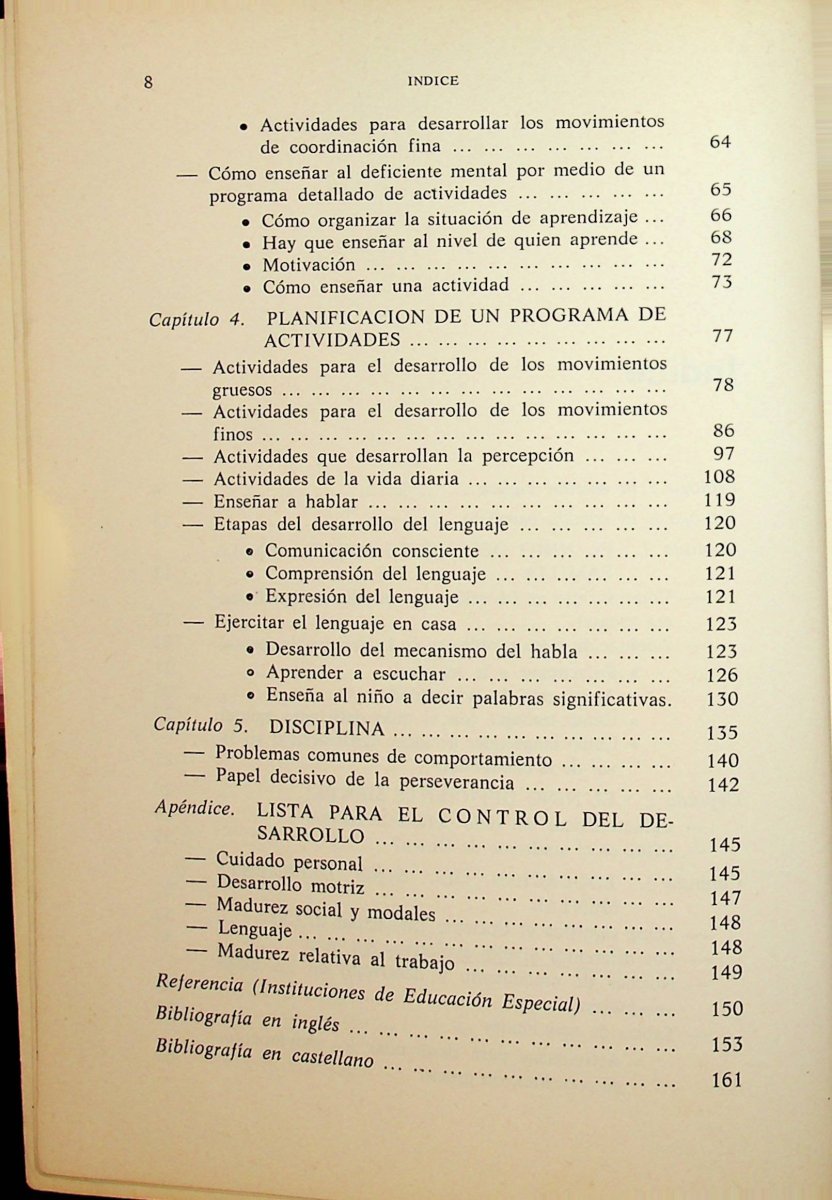 8 INDICE
• Actividades para desarrollar los movimientos
de coordinación fina ... ... ... ... ... ... ... 64
— Cómo enseñar al deficiente mental por medio de un
programa detallado de actividades ... ... ... ... ... 65
• Cómo organizar la situación de aprendizaje ... 66
• Hay que enseñar al nivel de quien aprende ... 68
• Motivación ... ... ... ... ... ... ... ... ... ... 72
• Cómo enseñar una actividad ... ... ... ... ... 73
Capítulo 4. PLANIFICACION DE UN PROGRAMA DE
ACTIVIDADES ... ... ... ... ... ... ... ... ... 77
— Actividades para el desarrollo de los movimientos
gruesos ... ... ... ... ... ... ... ... ... ... ... ... ... 78
— Actividades para el desarrollo de los movimientos
finos ... ... ... ... ... ... ... ... ... ... ... ... ... ... 86
— Actividades que desarrollan la percepción ... ... ... 97
— Actividades de la vida diaria ... ... ... ... ... ... ... 108
— Enseñar a hablar ... ... ... ... ... ... ... ... ... ... 119
— Etapas del desarrollo del lenguaje ... ... ... ... ... 120
• Comunicación consciente ... ... ... ... ... ... 120
• Comprensión del lenguaje ... ... ... ... ... ... 121
• Expresión del lenguaje ... ... ... ... ... ... ... 121
— Ejercitar el lenguaje en casa ... ... ... ... ... ... ... 123
• Desarrollo del mecanismo del habla ... ... ... 123
• Aprender a escuchar ... ... ... ... ... ... ... 126
• Enseña al niño a decir palabras significativas. 130
Capítulo 5. DISCIPLINA ... ... ... ... ... ... ... ... ... ... 135
— Problemas comunes de comportamiento ... ... ... ... 140
— Papel decisivo de la perseverancia ... ... ... ... ... 142
Apéndice. LISTA PARA EL CONTROL DEL DE-
SARROLLO ... ... ... ... ... ... ... ... ... ... 145
— Cuidado personal ... ... ... ... ... ... ... ... ... ... 145
— Desarrollo motriz ... ... ... ... ... ... ... ... ... ... 147
— Madurez social y modales ... ... ... ... ... ... ... ... 148
— Lenguaje ... ... ... ... ... ... ... ... ... ... ... ... ... 148
— Madurez relativa al trabajo ... ... ... ... ... ... ... 149
Referencia (Instituciones de Educación Especial) ... ... ... 150
Bibliografía en inglés ... ... ... ... ... ... ... ... ... ... ... 153
Bibliografía en castellano ... ... ... ... ... ... ... ... ... ... 161